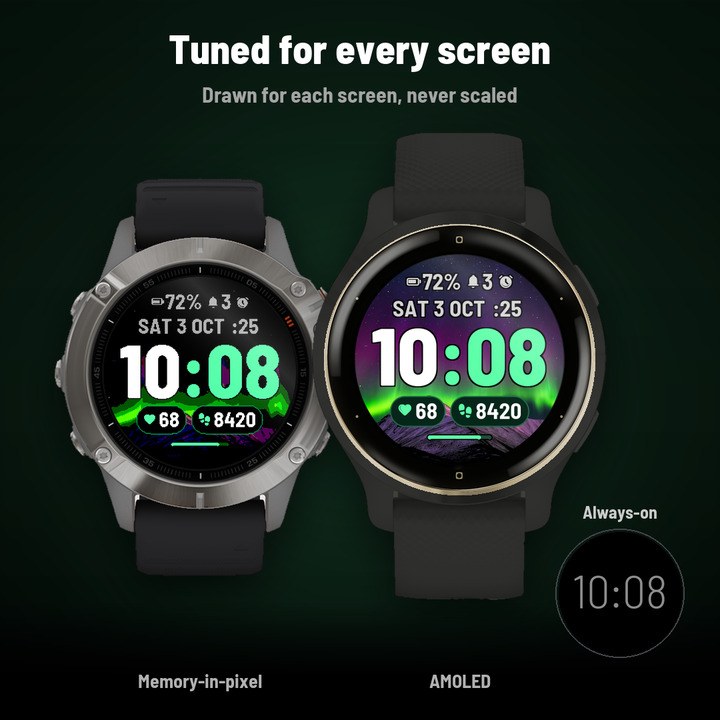 Tuned for every screen
Drawn for each screen, never scaled
72% 3
SAT 3 OCT :25
10:08
68 8420
72% 3
SAT 3 OCT :25
10:08
68 8420
Always-on
10:08
Memory-in-pixel
AMOLED